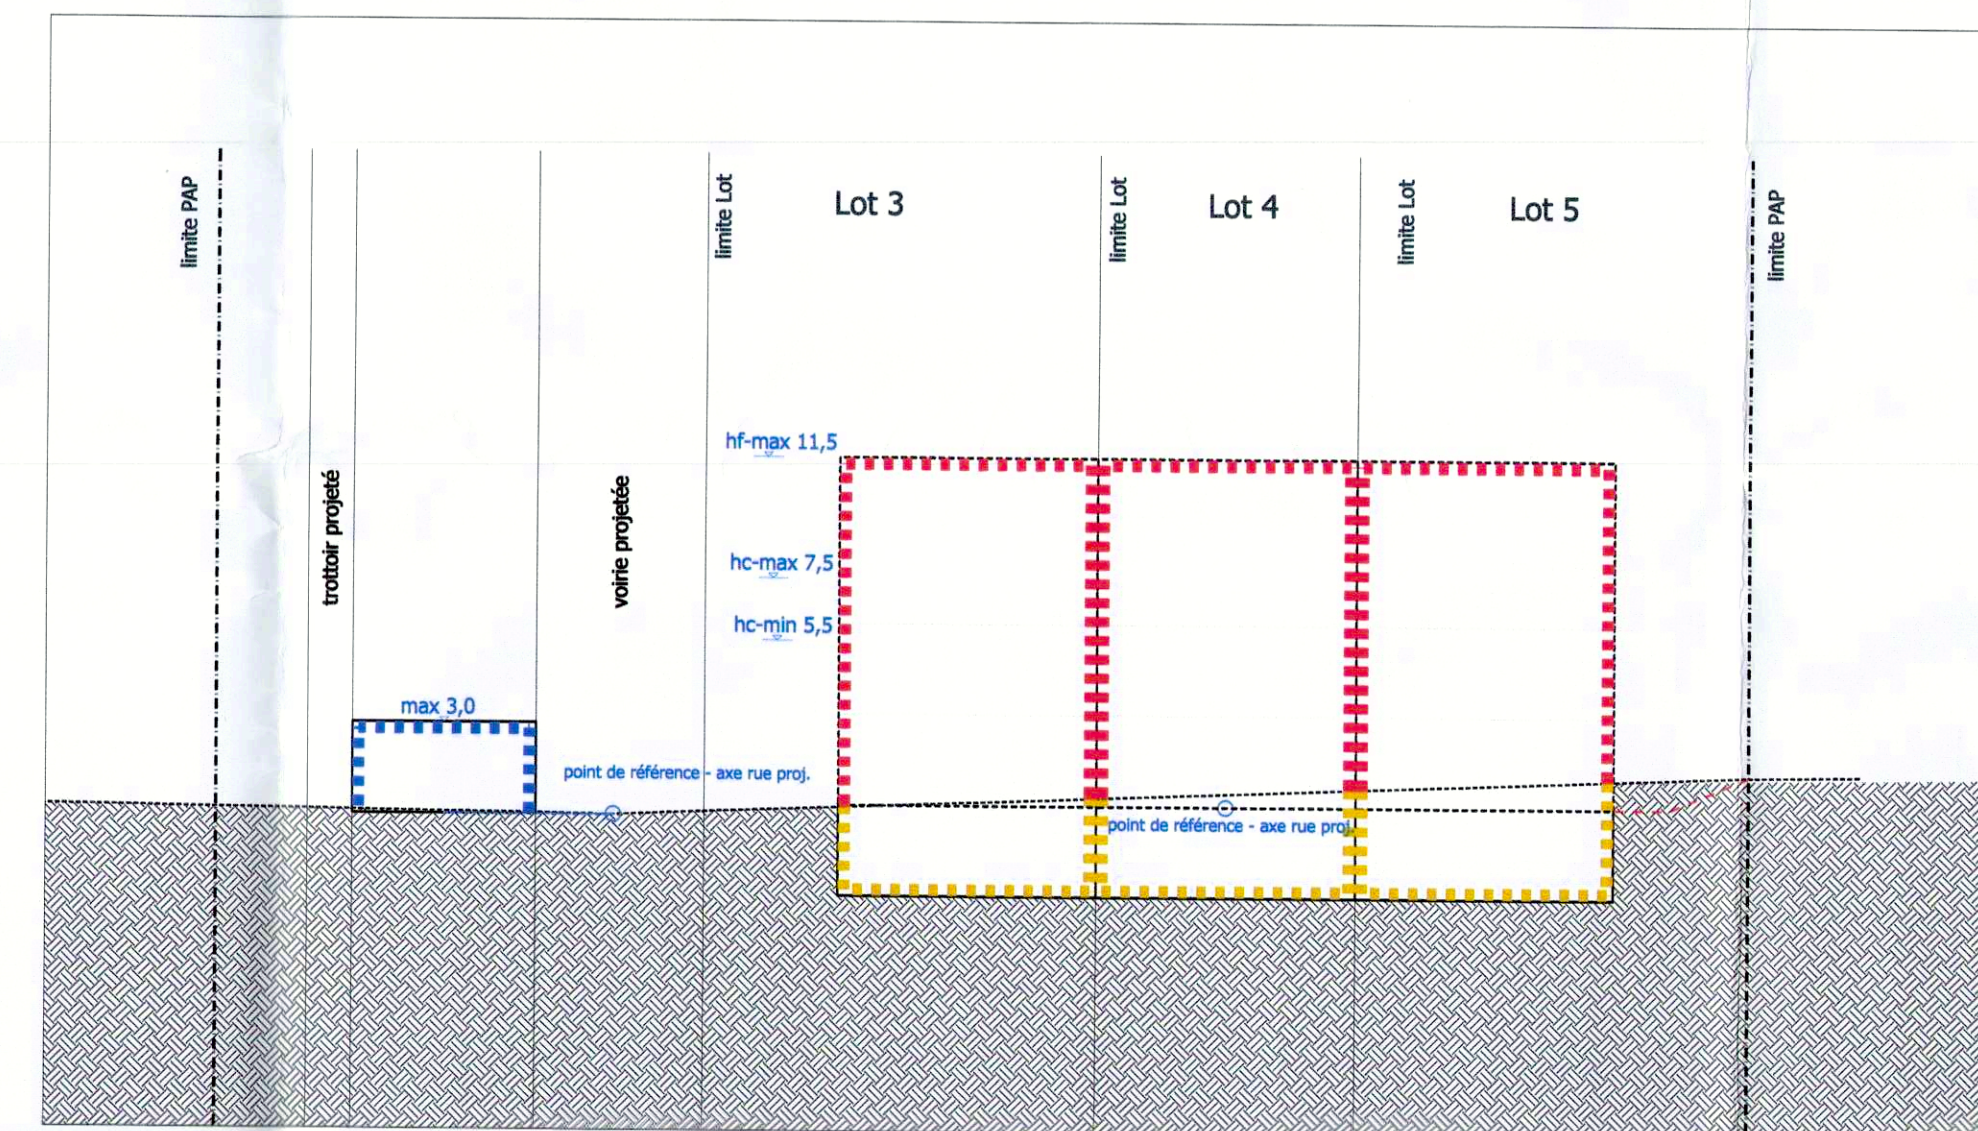 limite PAP
limite Lot
Lot 3
limite Lot
Lot 4
limite Lot
Lot 5
limite PAP
hf-max 11,5
trottoir projeté
voirie projetée
hc-max 7,5
hc-min 5,5
max 3,0
point de référence - axe rue proj.
point de référence - axe rue proj.